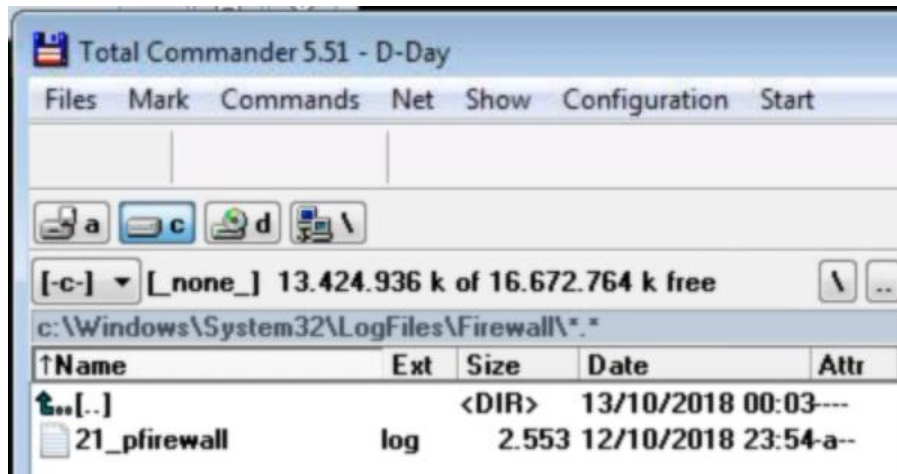 Total Commander 5.51 - D-Day
Files Mark Commands Net Show Configuration Start
a c d \
[-c-] [_none_] 13.424.936 k of 16.672.764 k free \ ..
c:\Windows\System32\LogFiles\Firewall\*.*
↑Name Ext Size Date Attr
[..] <DIR> 13/10/2018 00:03----
21_pfirewall log 2.553 12/10/2018 23:54-a--